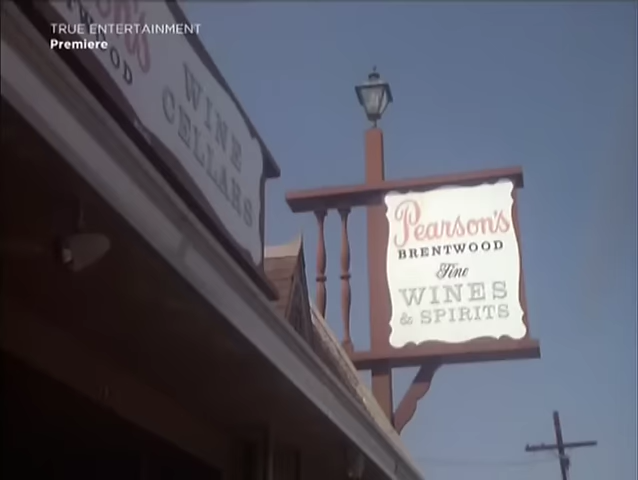 TRUE ENTERTAINMENT
Premiere
WINE
CELLARS
Pearson's
BRENTWOOD
Fine
WINES
& SPIRITS